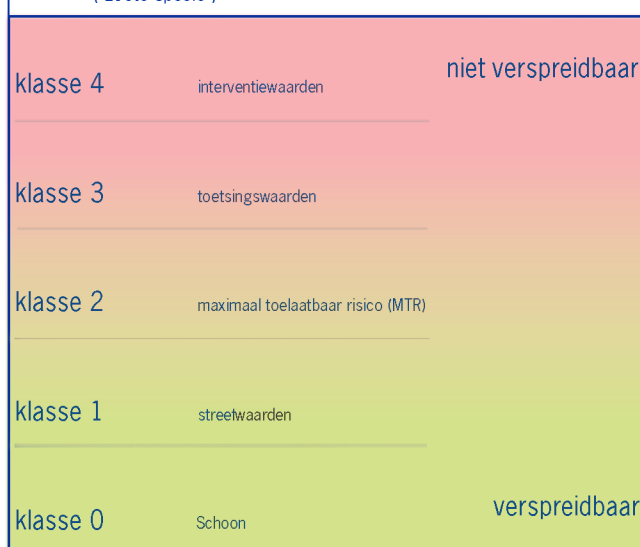 klasse 4 interventiewaarden niet verspreidbaar
klasse 3 toetsingswaarden
klasse 2 maximaal toelaatbaar risico (MTR)
klasse 1 streetwaarden
klasse 0 Schoon verspreidbaar